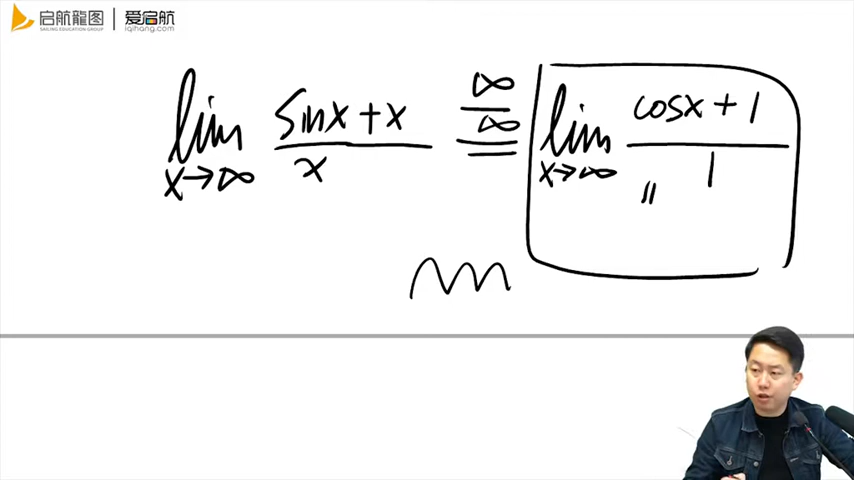 启航龍图 爱启航
SAILING EDUCATION GROUP iqihang.com
lim x→∞ (sinx+x)/x =^{∞/∞} lim x→∞ (cosx+1)/1
"